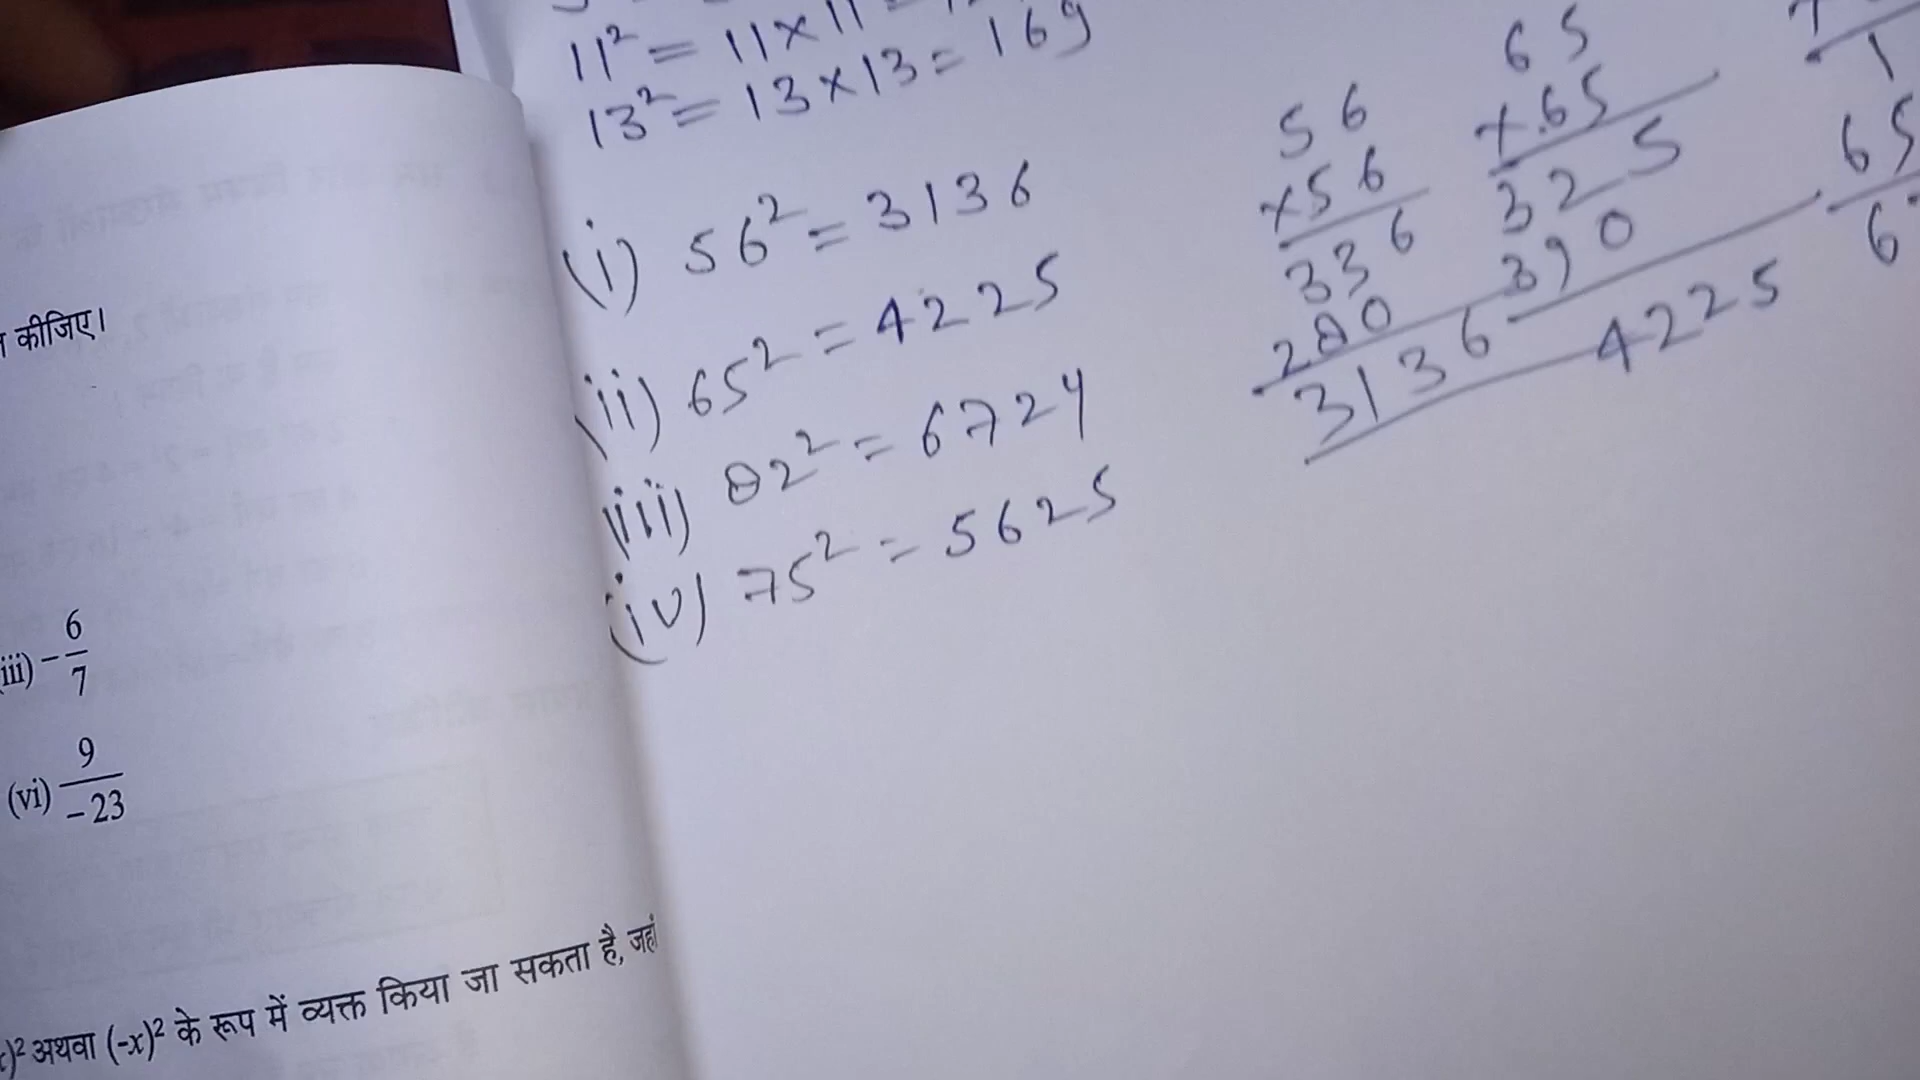 कीजिए।
(iii) -6/7
(vi) 9/-23
)² अथवा (-x)² के रूप में व्यक्त किया जा सकता है, जहां
11² = 11×11
13² = 13×13 = 169
(i) 56² = 3136
(ii) 65² = 4225
(iii) 82² = 6724
(iv) 75² = 5625
56
×56
336
280
3136
65
×65
325
390
4225
1
65
6